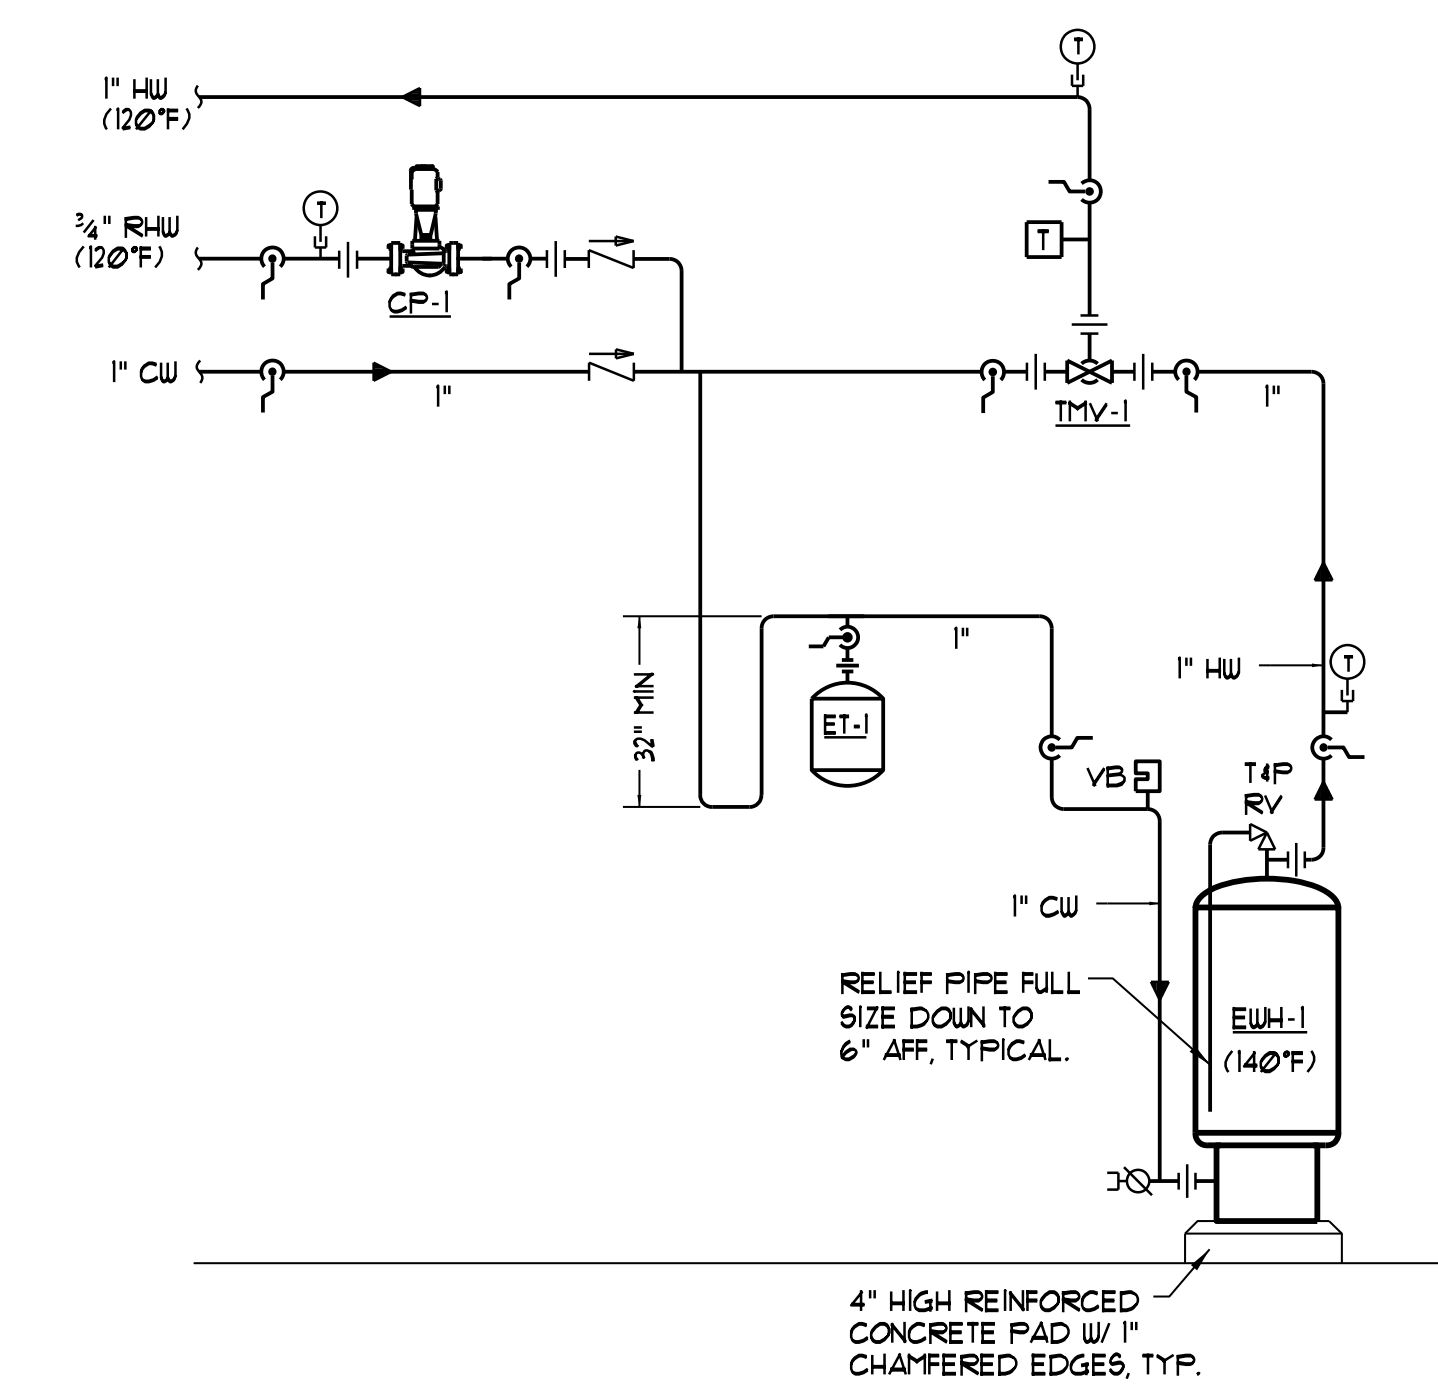 T
1" HW
(120°F)
T
3/4" RHW
(120°F)
T
CP-1
1" CW
1"
TMV-1
1"
1"
1" HW
T
32" MIN
ET-1
VB
T&P
RV
1" CW
RELIEF PIPE FULL
SIZE DOWN TO
6" AFF, TYPICAL.
EWH-1
(140°F)
4" HIGH REINFORCED
CONCRETE PAD W/ 1"
CHAMFERED EDGES, TYP.